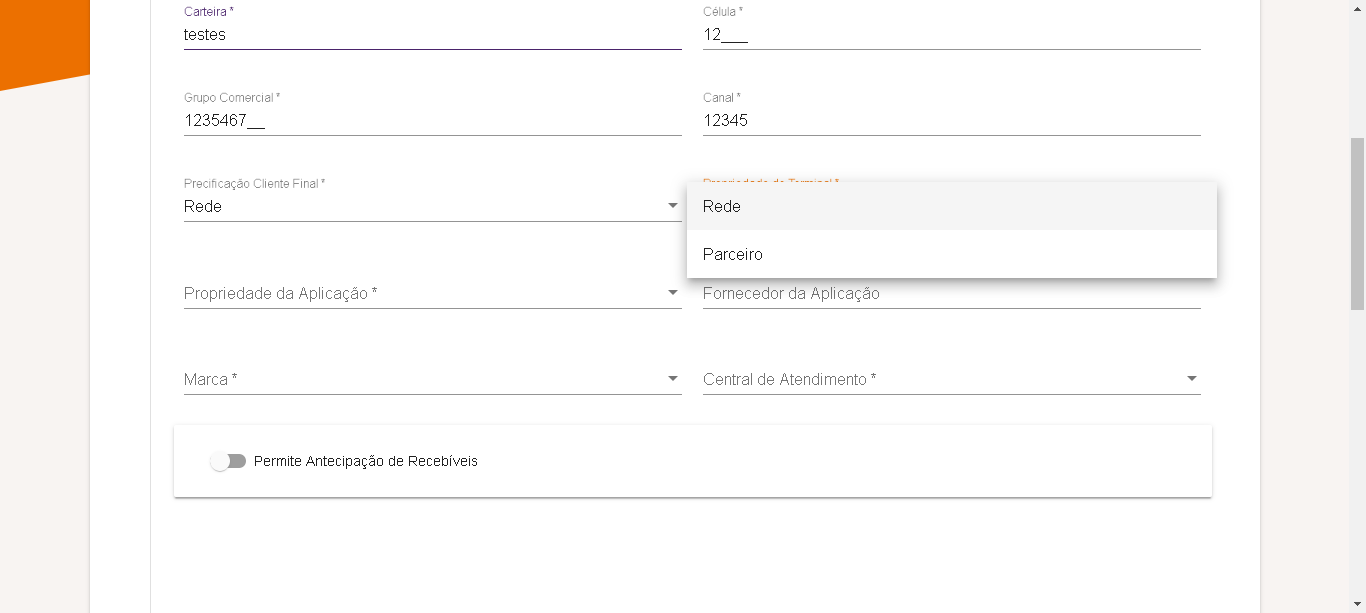 Carteira *
Célula *
testes
12___
Grupo Comercial *
Canal *
1235467__
12345
Precificação Cliente Final *
Rede
Rede
Parceiro
Propriedade da Aplicação *
Fornecedor da Aplicação
Marca *
Central de Atendimento *
Permite Antecipação de Recebíveis